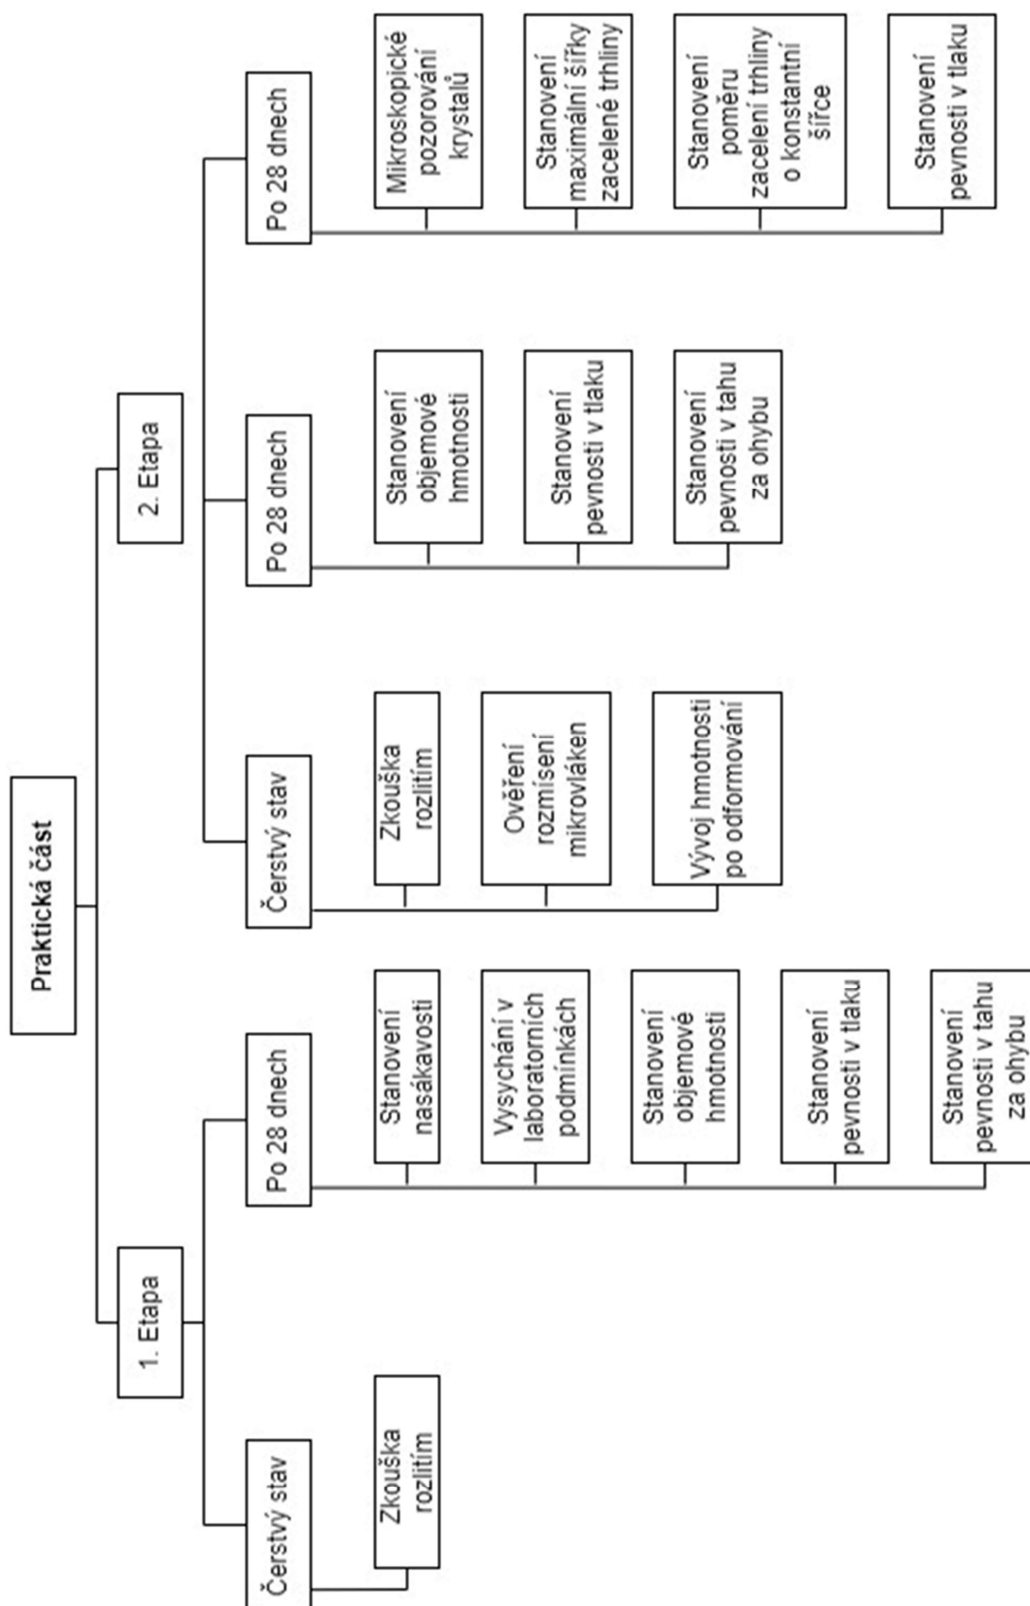 Praktická část
1. Etapa
Čerstvý stav
Zkouška
rozlitím
Po 28 dnech
Stanovení
nasákavosti
Vysychání v
laboratorních
podmínkách
Stanovení
objemové
hmotnosti
Stanovení
pevnosti v tlaku
Stanovení
pevnosti v tahu
za ohybu
2. Etapa
Čerstvý stav
Zkouška
rozlitím
Ověření
rozmísení
mikrovláken
Vývoj hmotnosti
po odformování
Po 28 dnech
Stanovení
objemové
hmotnosti
Stanovení
pevnosti v tlaku
Stanovení
pevnosti v tahu
za ohybu
Po 28 dnech
Mikroskopické
pozorování
krystalů
Stanovení
maximální šířky
zacelené trhliny
Stanovení
poměru
zacelení trhliny
o konstantní
šířce
Stanovení
pevnosti v tlaku